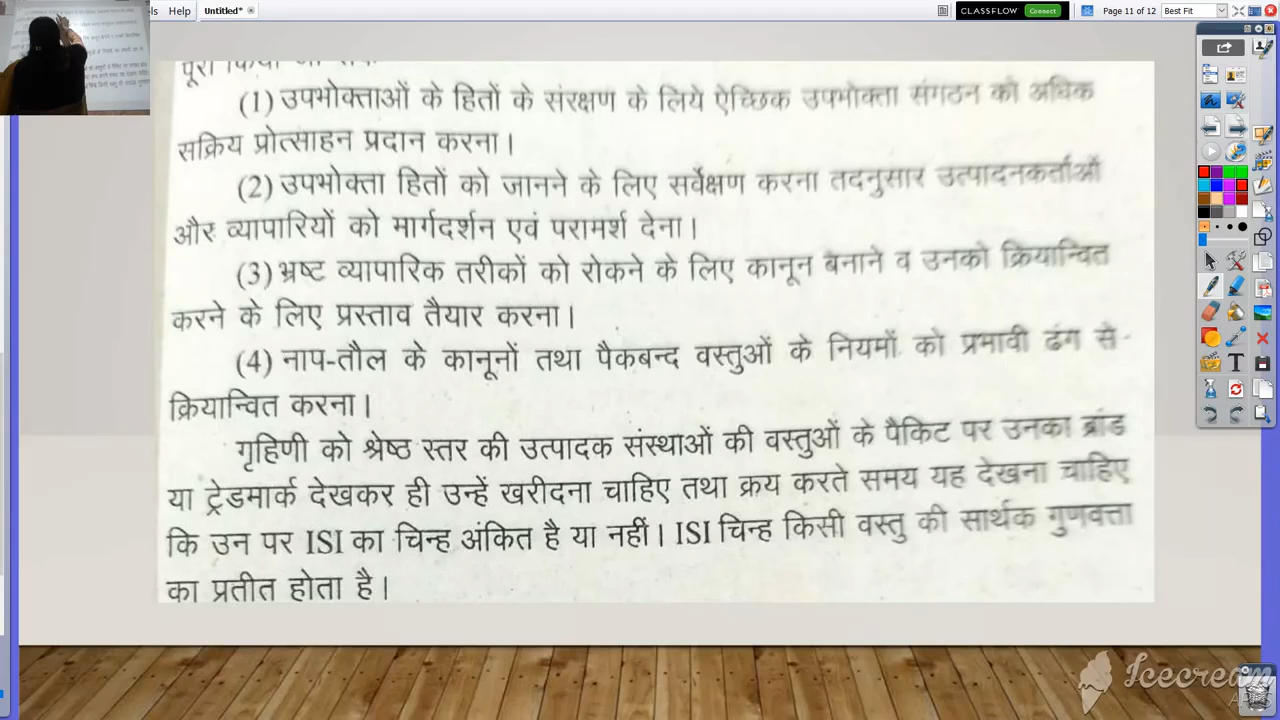 Help Untitled*
CLASSFLOW Connect Page 11 of 12 Best Fit
(1) उपभोक्ताओं के हितों के संरक्षण के लिये ऐच्छिक उपभोक्ता संगठन को अधिक
सक्रिय प्रोत्साहन प्रदान करना।
(2) उपभोक्ता हितों को जानने के लिए सर्वेक्षण करना तदनुसार उत्पादनकर्ताओं
और व्यापारियों को मार्गदर्शन एवं परामर्श देना।
(3) भ्रष्ट व्यापारिक तरीकों को रोकने के लिए कानून बनाने व उनको क्रियान्वित
करने के लिए प्रस्ताव तैयार करना।
(4) नाप-तौल के कानूनों तथा पैकबन्द वस्तुओं के नियमों को प्रभावी ढंग से
क्रियान्वित करना।
गृहिणी को श्रेष्ठ स्तर की उत्पादक संस्थाओं की वस्तुओं के पैकिट पर उनका ब्रांड
या ट्रेडमार्क देखकर ही उन्हें खरीदना चाहिए तथा क्रय करते समय यह देखना चाहिए
कि उन पर ISI का चिन्ह अंकित है या नहीं। ISI चिन्ह किसी वस्तु की सार्थक गुणवत्ता
का प्रतीत होता है।
Icecream
APPS